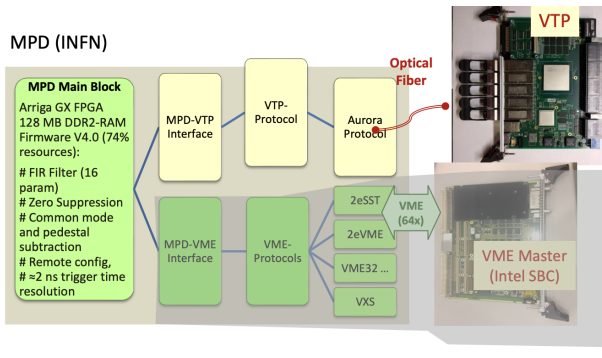 MPD (INFN)
VTP
Optical
Fiber
MPD Main Block
Arriga GX FPGA
128 MB DDR2-RAM
Firmware V4.0 (74%
resources):
# FIR Filter (16
param)
# Zero Suppression
# Common mode
and pedestal
subtraction
# Remote config,
# ≈2 ns trigger time
resolution
MPD-VTP
Interface
VTP-
Protocol
Aurora
Protocol
MPD-VME
Interface
VME-
Protocols
2eSST
2eVME
VME32 ...
VXS
VME
(64x)
VME Master
(Intel SBC)